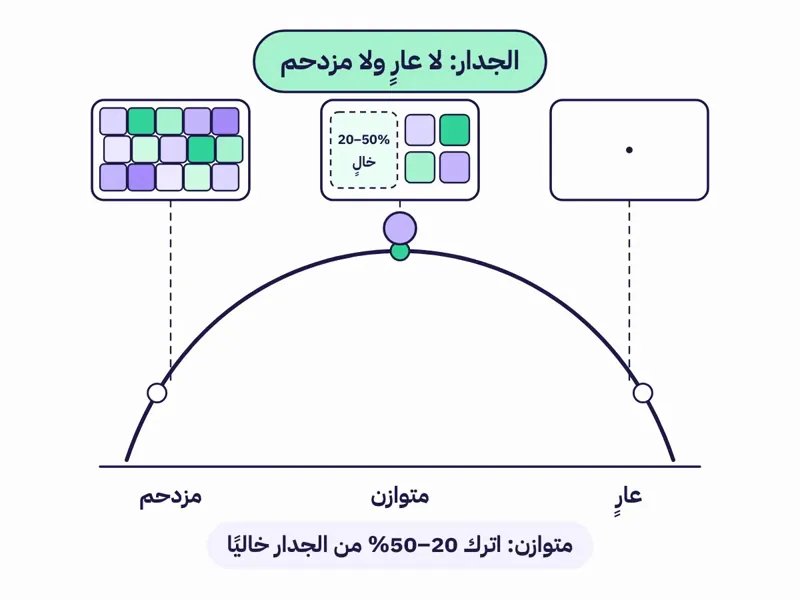 الجدار: لا عارٍ ولا مزدحم
20–50%
خالٍ
عارٍ
متوازن
مزدحم
متوازن: اترك 20–50% من الجدار خاليًا